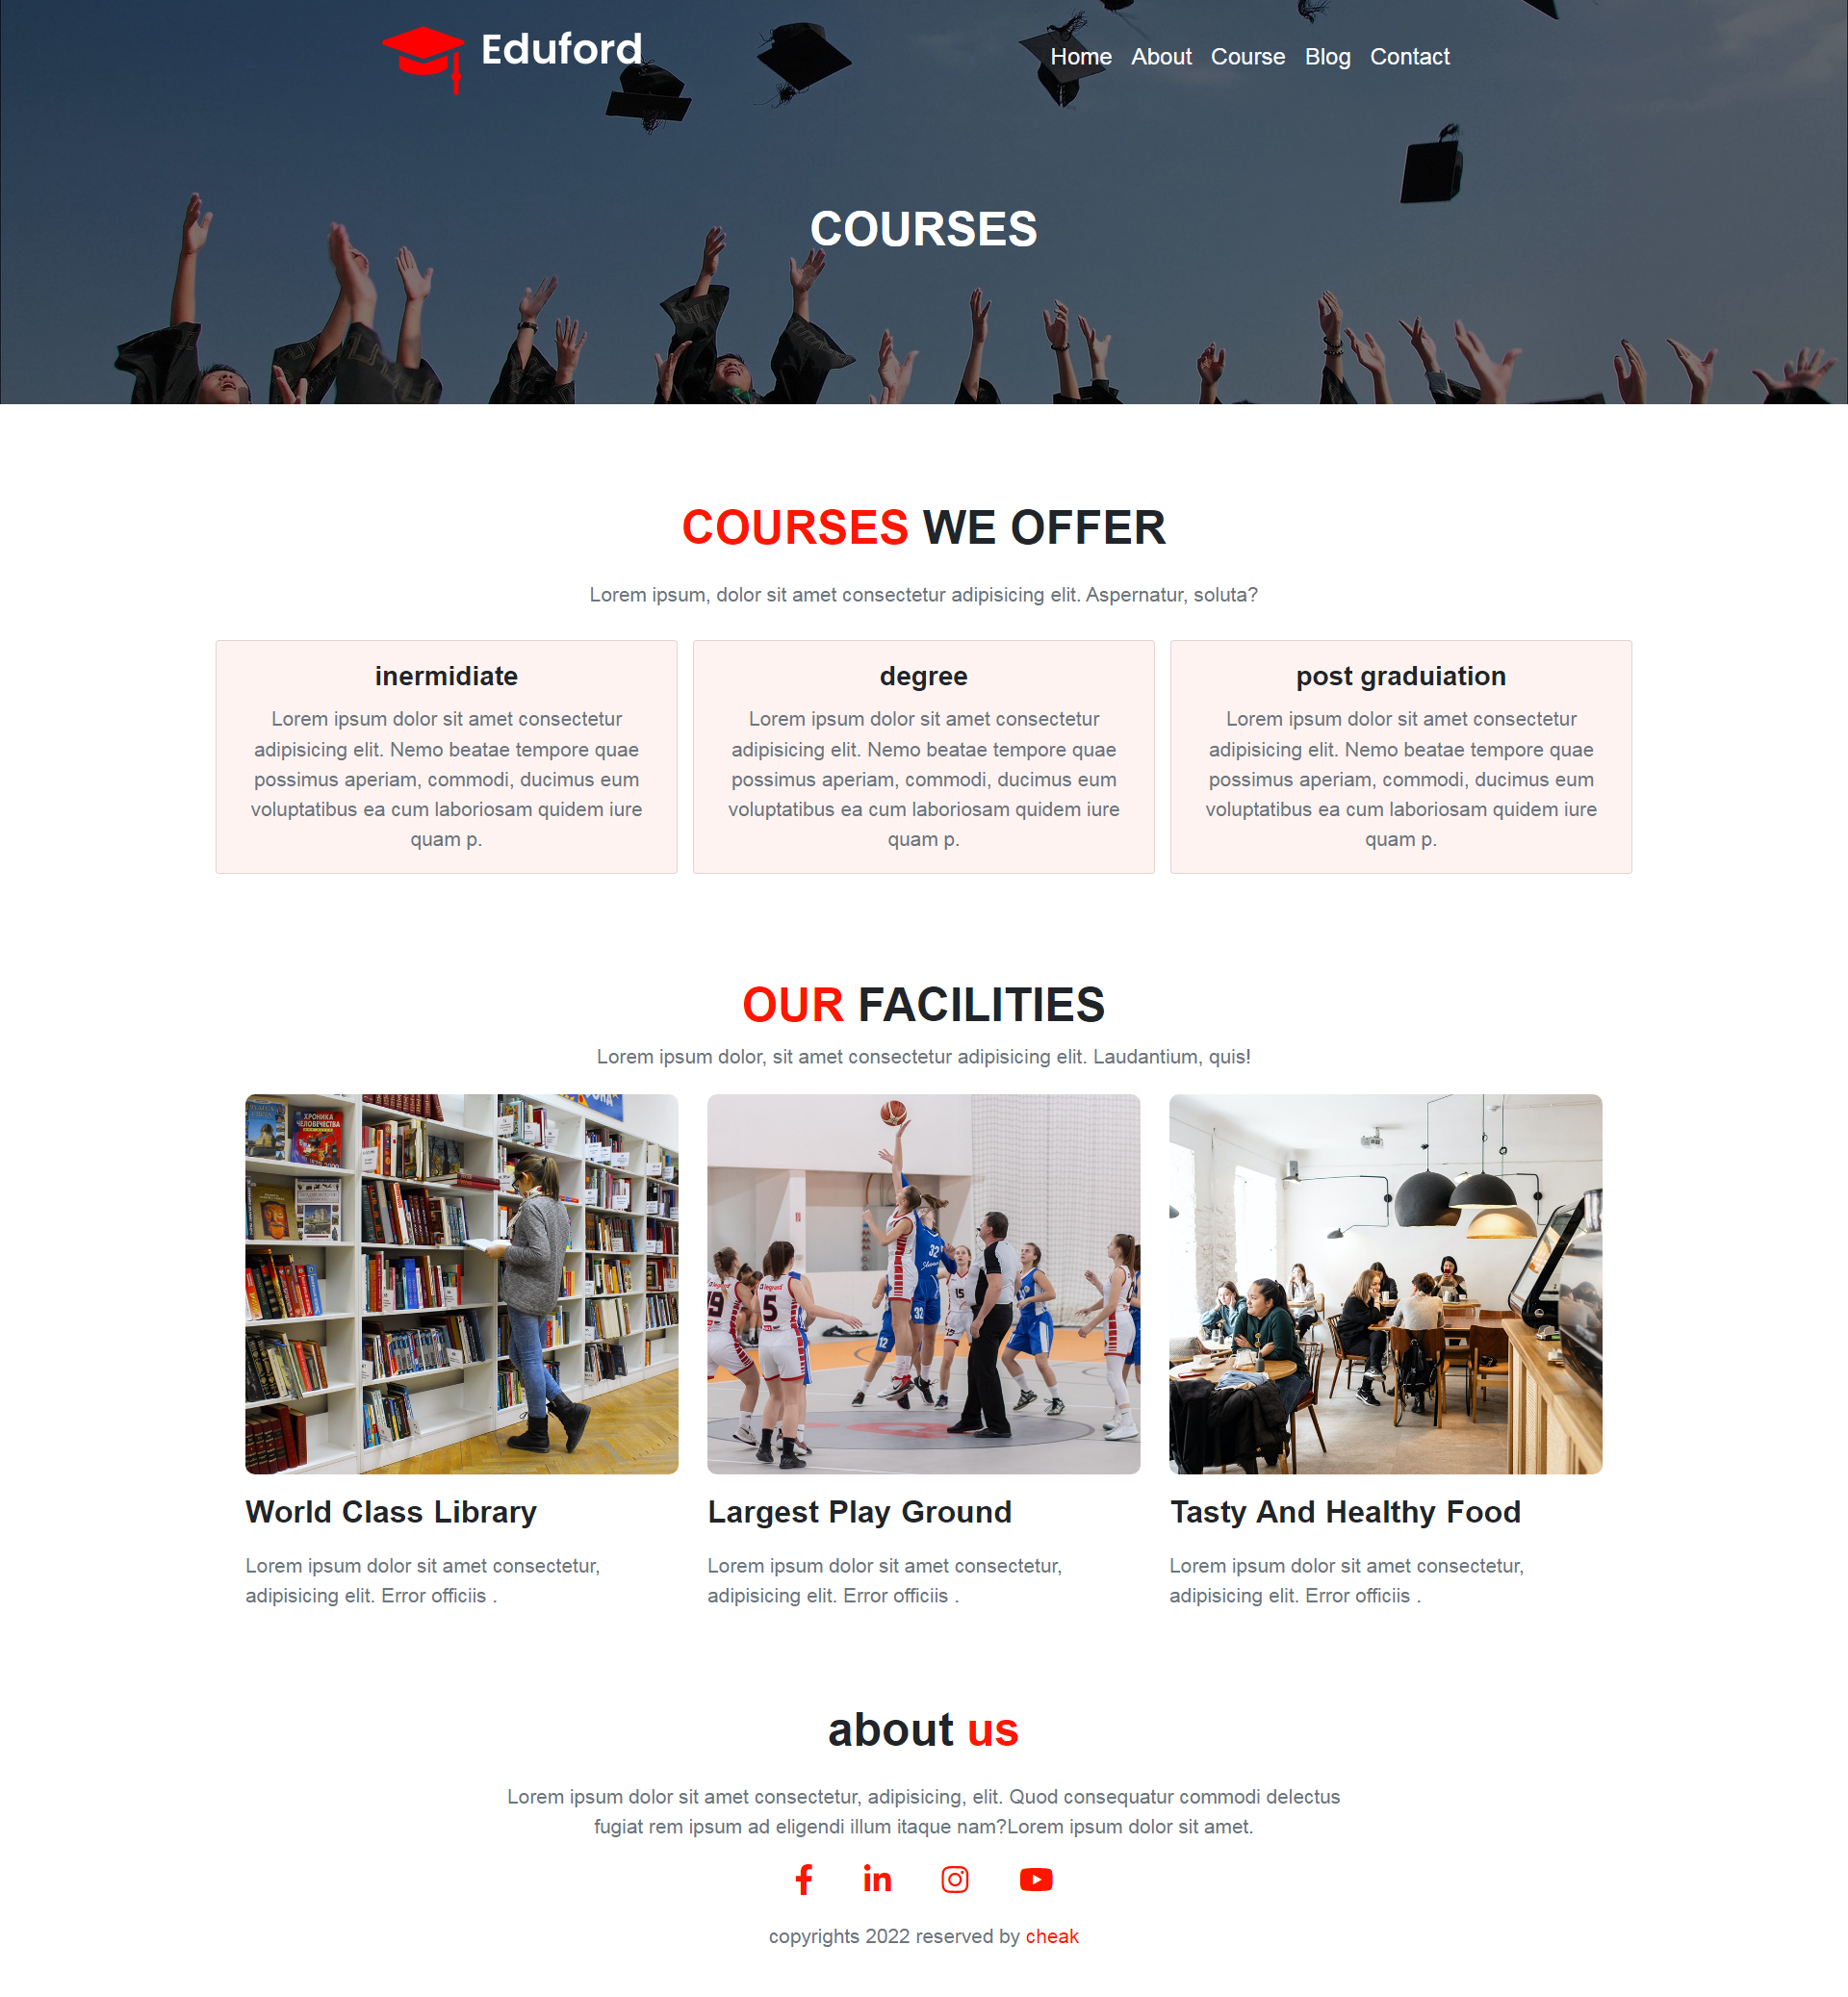 Eduford
Home About Course Blog Contact
COURSES
COURSES WE OFFER
Lorem ipsum, dolor sit amet consectetur adipisicing elit. Aspernatur, soluta?
inermidiate
Lorem ipsum dolor sit amet consectetur
adipisicing elit. Nemo beatae tempore quae
possimus aperiam, commodi, ducimus eum
voluptatibus ea cum laboriosam quidem iure
quam p.
degree
Lorem ipsum dolor sit amet consectetur
adipisicing elit. Nemo beatae tempore quae
possimus aperiam, commodi, ducimus eum
voluptatibus ea cum laboriosam quidem iure
quam p.
post graduiation
Lorem ipsum dolor sit amet consectetur
adipisicing elit. Nemo beatae tempore quae
possimus aperiam, commodi, ducimus eum
voluptatibus ea cum laboriosam quidem iure
quam p.
OUR FACILITIES
Lorem ipsum dolor, sit amet consectetur adipisicing elit. Laudantium, quis!
ХРОНИКА
ЧЕЛОВЕЧЕСТВА
19
5
32
32
15
12
World Class Library
Lorem ipsum dolor sit amet consectetur,
adipisicing elit. Error officiis .
Largest Play Ground
Lorem ipsum dolor sit amet consectetur,
adipisicing elit. Error officiis .
Tasty And Healthy Food
Lorem ipsum dolor sit amet consectetur,
adipisicing elit. Error officiis .
about us
Lorem ipsum dolor sit amet consectetur, adipisicing, elit. Quod consequatur commodi delectus
fugiat rem ipsum ad eligendi illum itaque nam?Lorem ipsum dolor sit amet.
copyrights 2022 reserved by cheak